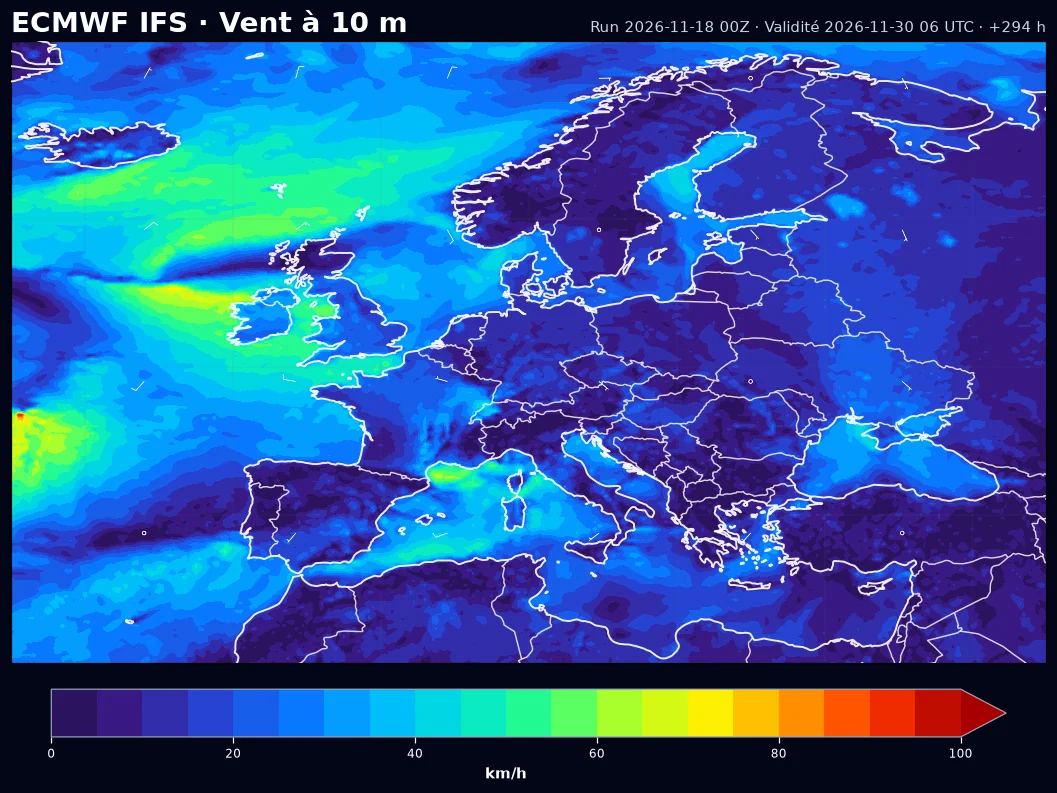 ECMWF IFS · Vent à 10 m
Run 2026-11-18 00Z · Validité 2026-11-30 06 UTC · +294 h
0 20 40 60 80 100
km/h